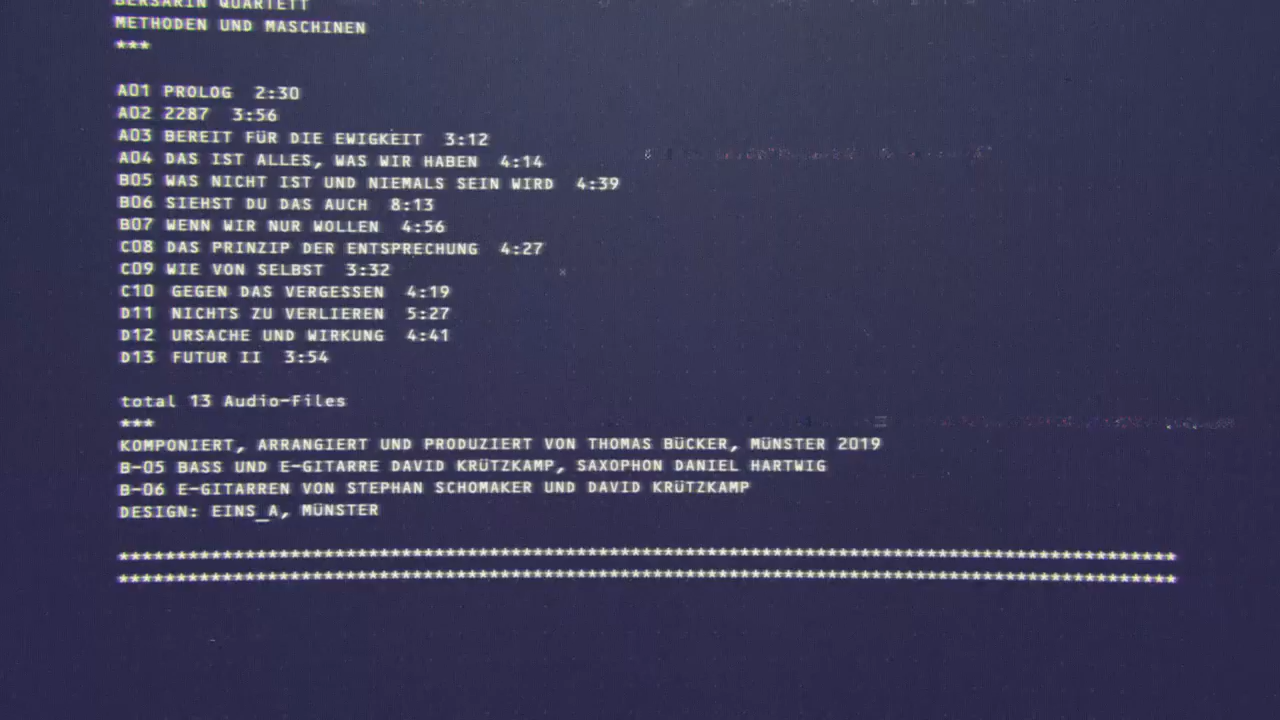 BERSARIN QUARTETT
METHODEN UND MASCHINEN
***
A01 PROLOG 2:30
A02 2287 3:56
A03 BEREIT FÜR DIE EWIGKEIT 3:12
A04 DAS IST ALLES, WAS WIR HABEN 4:14
B05 WAS NICHT IST UND NIEMALS SEIN WIRD 4:39
B06 SIEHST DU DAS AUCH 8:13
B07 WENN WIR NUR WOLLEN 4:56
C08 DAS PRINZIP DER ENTSPRECHUNG 4:27
C09 WIE VON SELBST 3:32
C10 GEGEN DAS VERGESSEN 4:19
D11 NICHTS ZU VERLIEREN 5:27
D12 URSACHE UND WIRKUNG 4:41
D13 FUTUR II 3:54
total 13 Audio-Files
***
KOMPONIERT, ARRANGIERT UND PRODUZIERT VON THOMAS BÜCKER, MÜNSTER 2019
B-05 BASS UND E-GITARRE DAVID KRÜTZKAMP, SAXOPHON DANIEL HARTWIG
B-06 E-GITARREN VON STEPHAN SCHOMAKER UND DAVID KRÜTZKAMP
DESIGN: EINS_A, MÜNSTER
********************************************************************************************
********************************************************************************************